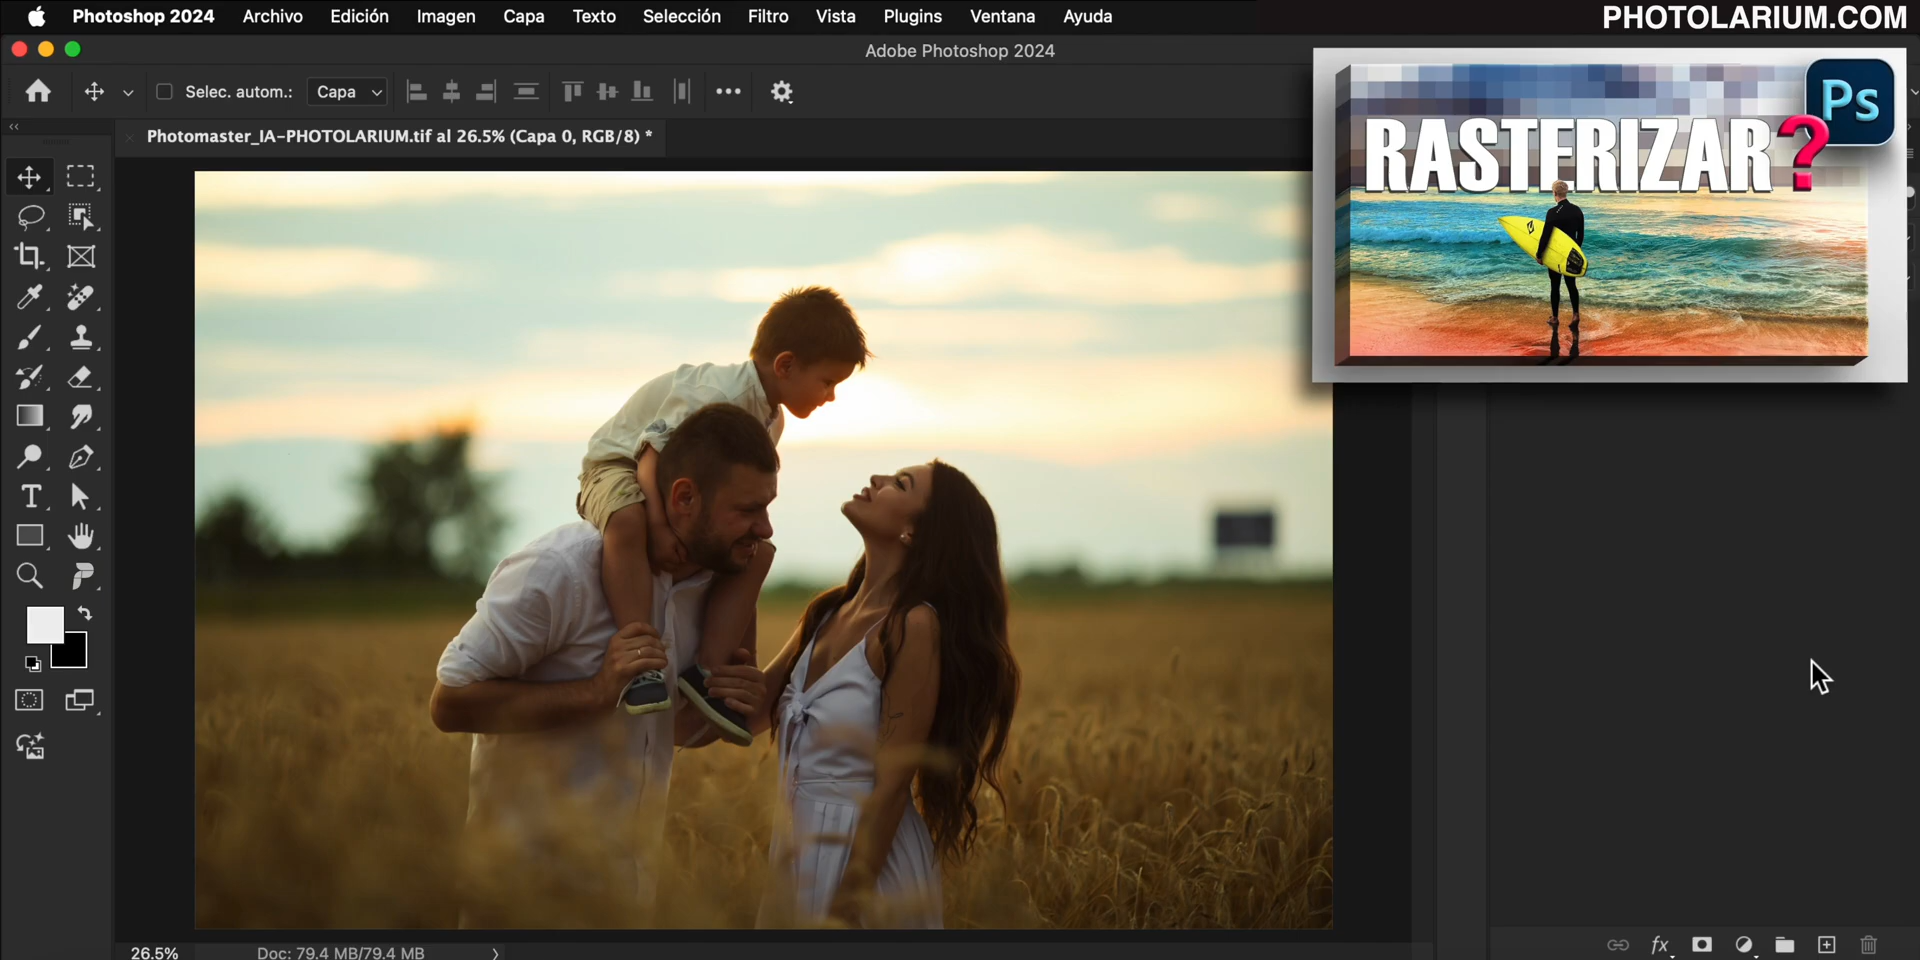 Photoshop 2024 Archivo Edición Imagen Capa Texto Selección Filtro Vista Plugins Ventana Ayuda
PHOTOLARIUM.COM
Adobe Photoshop 2024
Selec. autom.: Capa
Photomaster_IA-PHOTOLARIUM.tif al 26.5% (Capa 0, RGB/8) *
Ps
RASTERIZAR?
26.5% Doc: 79.4 MB/79.4 MB
fx